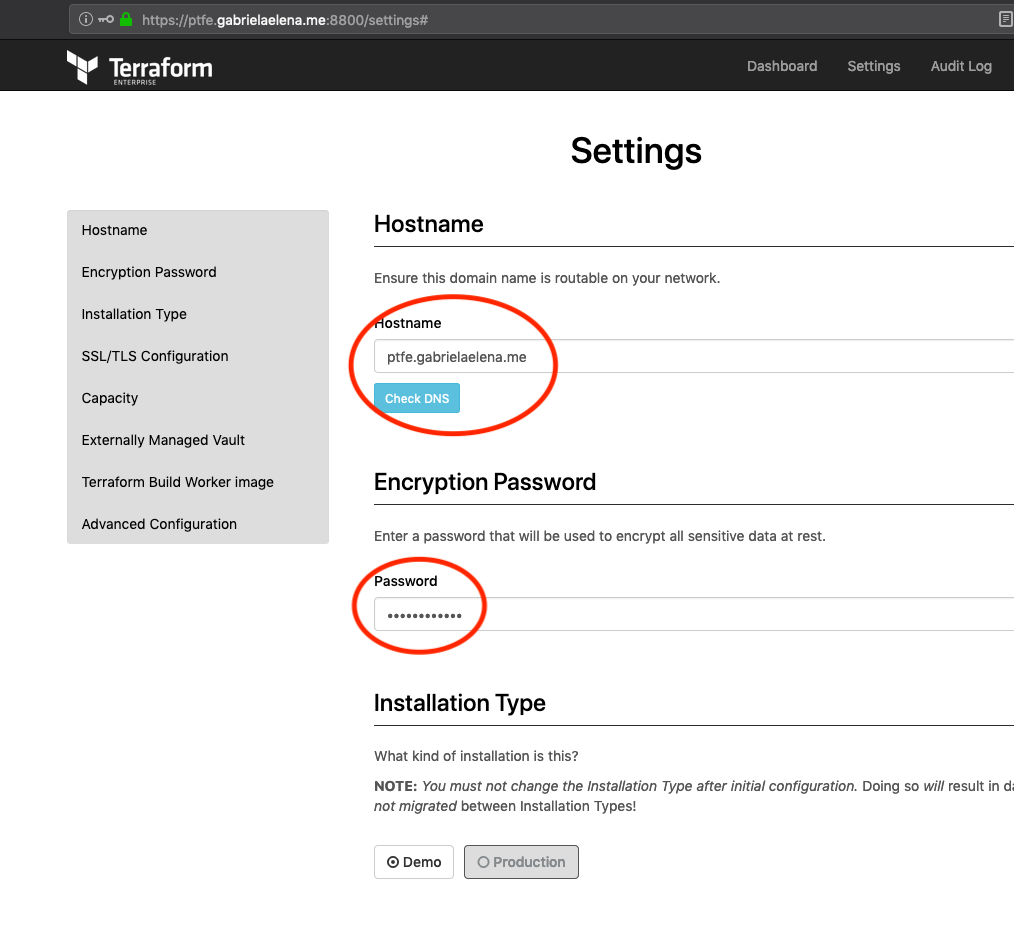 https://ptfe.gabrielaelena.me:8800/settings#
Terraform
ENTERPRISE
Dashboard Settings Audit Log
Settings
Hostname
Encryption Password
Installation Type
SSL/TLS Configuration
Capacity
Externally Managed Vault
Terraform Build Worker image
Advanced Configuration
Hostname
Ensure this domain name is routable on your network.
Hostname
ptfe.gabrielaelena.me
Check DNS
Encryption Password
Enter a password that will be used to encrypt all sensitive data at rest.
Password
••••••••••••
Installation Type
What kind of installation is this?
NOTE: You must not change the Installation Type after initial configuration. Doing so will result in
not migrated between Installation Types!
Demo Production